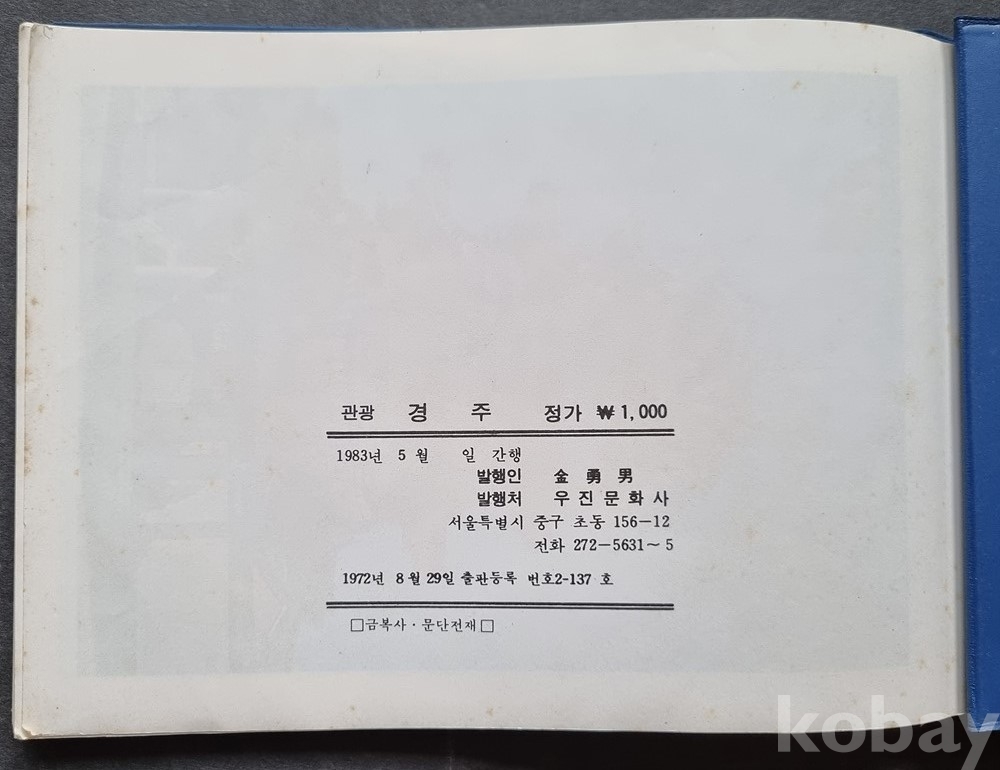 관광 경 주 정가 ₩1,000
1983년 5월 일 간행
발행인 金勇男
발행처 우진문화사
서울특별시 중구 초동 156-12
전화 272-5631~5
1972년 8월 29일 출판등록 번호2-137 호
□금복사·문단전재□
kobay